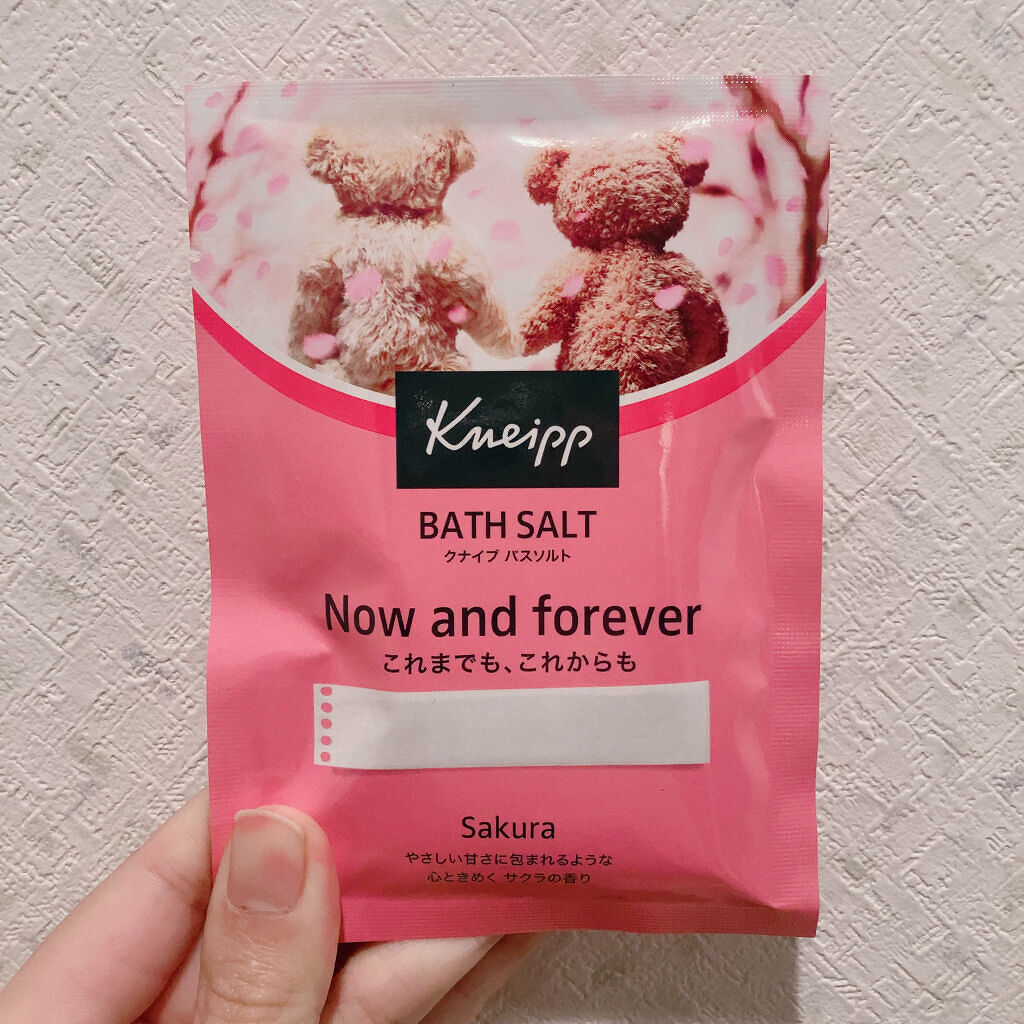 Kneipp
BATH SALT
クナイプ バスソルト
Now and forever
これまでも、これからも
Sakura
やさしい甘さに包まれるような
心ときめく サクラの香り